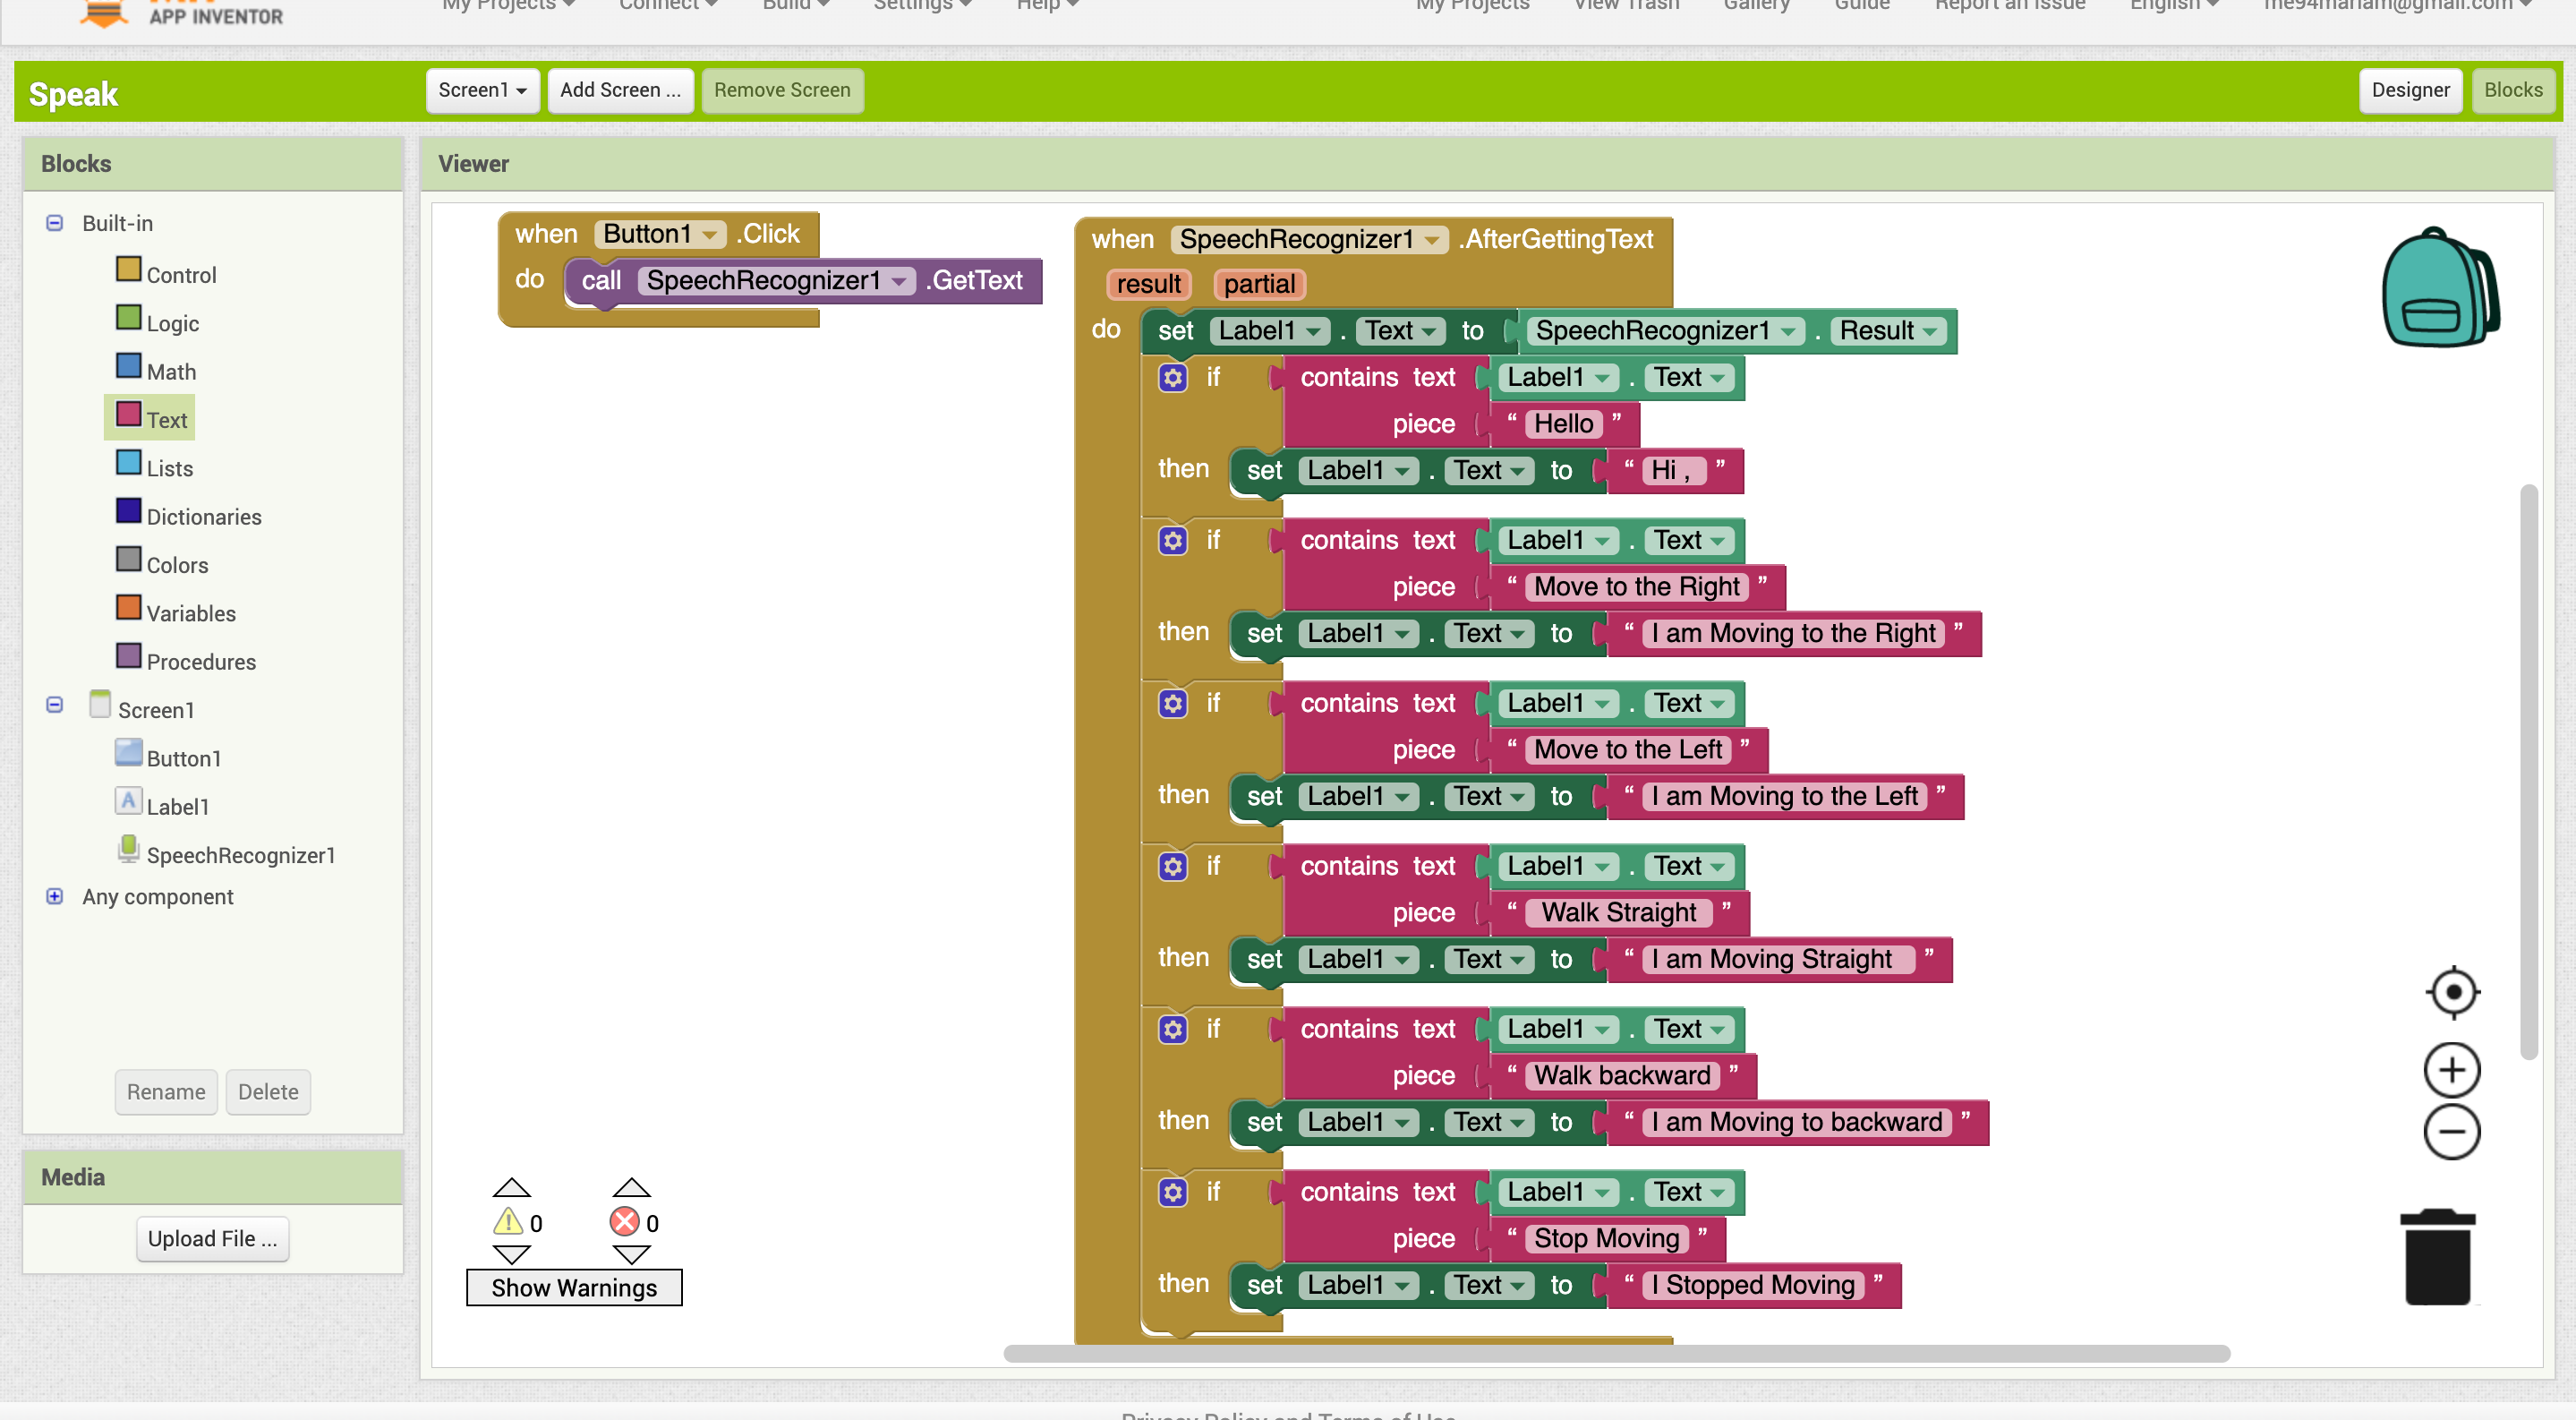 APP INVENTOR
My Projects Connect Build Settings Help My Projects View Trash Gallery Guide Report an Issue English me94mariam@gmail.com
Speak Screen1 Add Screen ... Remove Screen Designer Blocks
Blocks
Viewer
Built-in
Control
Logic
Math
Text
Lists
Dictionaries
Colors
Variables
Procedures
Screen1
Button1
Label1
SpeechRecognizer1
Any component
Rename Delete
Media
Upload File ...
when Button1 .Click
do call SpeechRecognizer1 .GetText
when SpeechRecognizer1 .AfterGettingText
result partial
do set Label1 . Text to SpeechRecognizer1 . Result
if contains text Label1 . Text
piece “ Hello ”
then set Label1 . Text to “ Hi , ”
if contains text Label1 . Text
piece “ Move to the Right ”
then set Label1 . Text to “ I am Moving to the Right ”
if contains text Label1 . Text
piece “ Move to the Left ”
then set Label1 . Text to “ I am Moving to the Left ”
if contains text Label1 . Text
piece “ Walk Straight ”
then set Label1 . Text to “ I am Moving Straight ”
if contains text Label1 . Text
piece “ Walk backward ”
then set Label1 . Text to “ I am Moving to backward ”
if contains text Label1 . Text
piece “ Stop Moving ”
then set Label1 . Text to “ I Stopped Moving ”
0 0
Show Warnings
Privacy Policy and Terms of Use